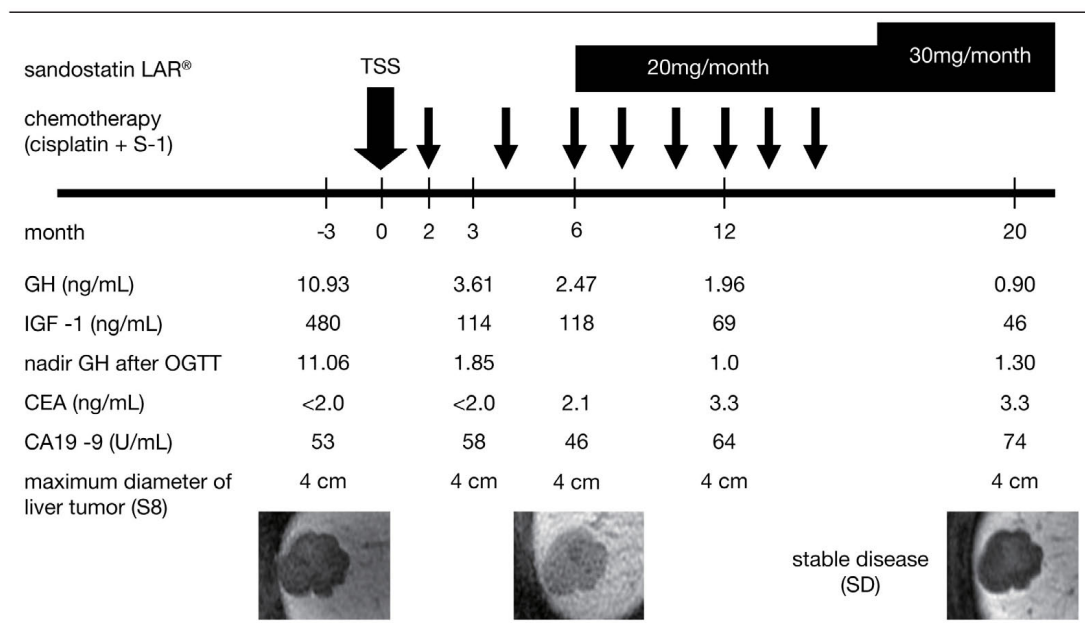 sandostatin LAR®
TSS
20mg/month
30mg/month
chemotherapy
(cisplatin + S-1)
month -3 0 2 3 6 12 20
GH (ng/mL) 10.93 3.61 2.47 1.96 0.90
IGF -1 (ng/mL) 480 114 118 69 46
nadir GH after OGTT 11.06 1.85 1.0 1.30
CEA (ng/mL) <2.0 <2.0 2.1 3.3 3.3
CA19 -9 (U/mL) 53 58 46 64 74
maximum diameter of 4 cm 4 cm 4 cm 4 cm 4 cm
liver tumor (S8)
stable disease
(SD)